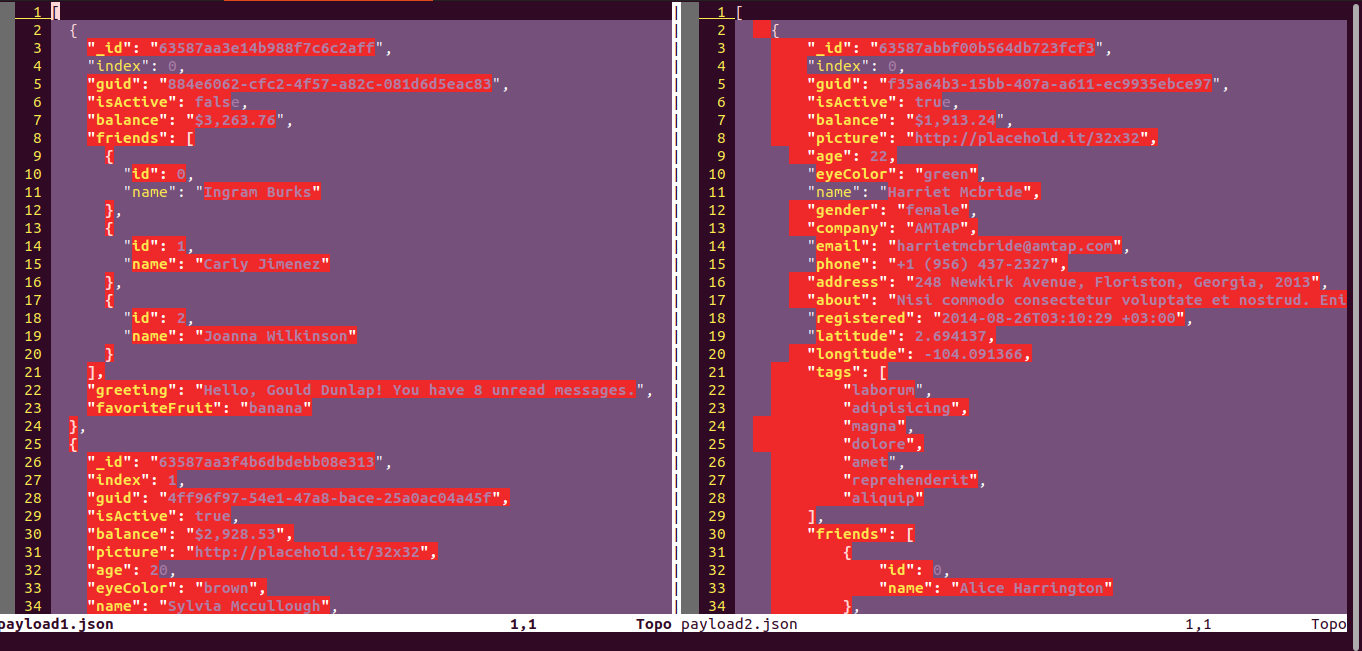 1 [
2 {
3 "_id": "63587aa3e14b988f7c6c2aff",
4 "index": 0,
5 "guid": "884e6062-cfc2-4f57-a82c-081d6d5eac83",
6 "isActive": false,
7 "balance": "$3,263.76",
8 "friends": [
9 {
10 "id": 0,
11 "name": "Ingram Burks"
12 },
13 {
14 "id": 1,
15 "name": "Carly Jimenez"
16 },
17 {
18 "id": 2,
19 "name": "Joanna Wilkinson"
20 }
21 ],
22 "greeting": "Hello, Gould Dunlap! You have 8 unread messages.",
23 "favoriteFruit": "banana"
24 },
25 {
26 "_id": "63587aa3f4b6dbdebb08e313",
27 "index": 1,
28 "guid": "4ff96f97-54e1-47a8-bace-25a0ac04a45f",
29 "isActive": true,
30 "balance": "$2,928.53",
31 "picture": "http://placehold.it/32x32",
32 "age": 20,
33 "eyeColor": "brown",
34 "name": "Sylvia Mccullough",
payload1.json 1,1 Topo
1 [
2 {
3 "_id": "63587abbf00b564db723fcf3",
4 "index": 0,
5 "guid": "f35a64b3-15bb-407a-a611-ec9935ebce97",
6 "isActive": true,
7 "balance": "$1,913.24",
8 "picture": "http://placehold.it/32x32",
9 "age": 22,
10 "eyeColor": "green",
11 "name": "Harriet Mcbride",
12 "gender": "female",
13 "company": "AMTAP",
14 "email": "harrietmcbride@amtap.com",
15 "phone": "+1 (956) 437-2327",
16 "address": "248 Newkirk Avenue, Floriston, Georgia, 2013",
17 "about": "Nisi commodo consectetur voluptate et nostrud. Eni
18 "registered": "2014-08-26T03:10:29 +03:00",
19 "latitude": 2.694137,
20 "longitude": -104.091366,
21 "tags": [
22 "laborum",
23 "adipisicing",
24 "magna",
25 "dolore",
26 "amet",
27 "reprehenderit",
28 "aliquip"
29 ],
30 "friends": [
31 {
32 "id": 0,
33 "name": "Alice Harrington"
34 },
payload2.json 1,1 Topo